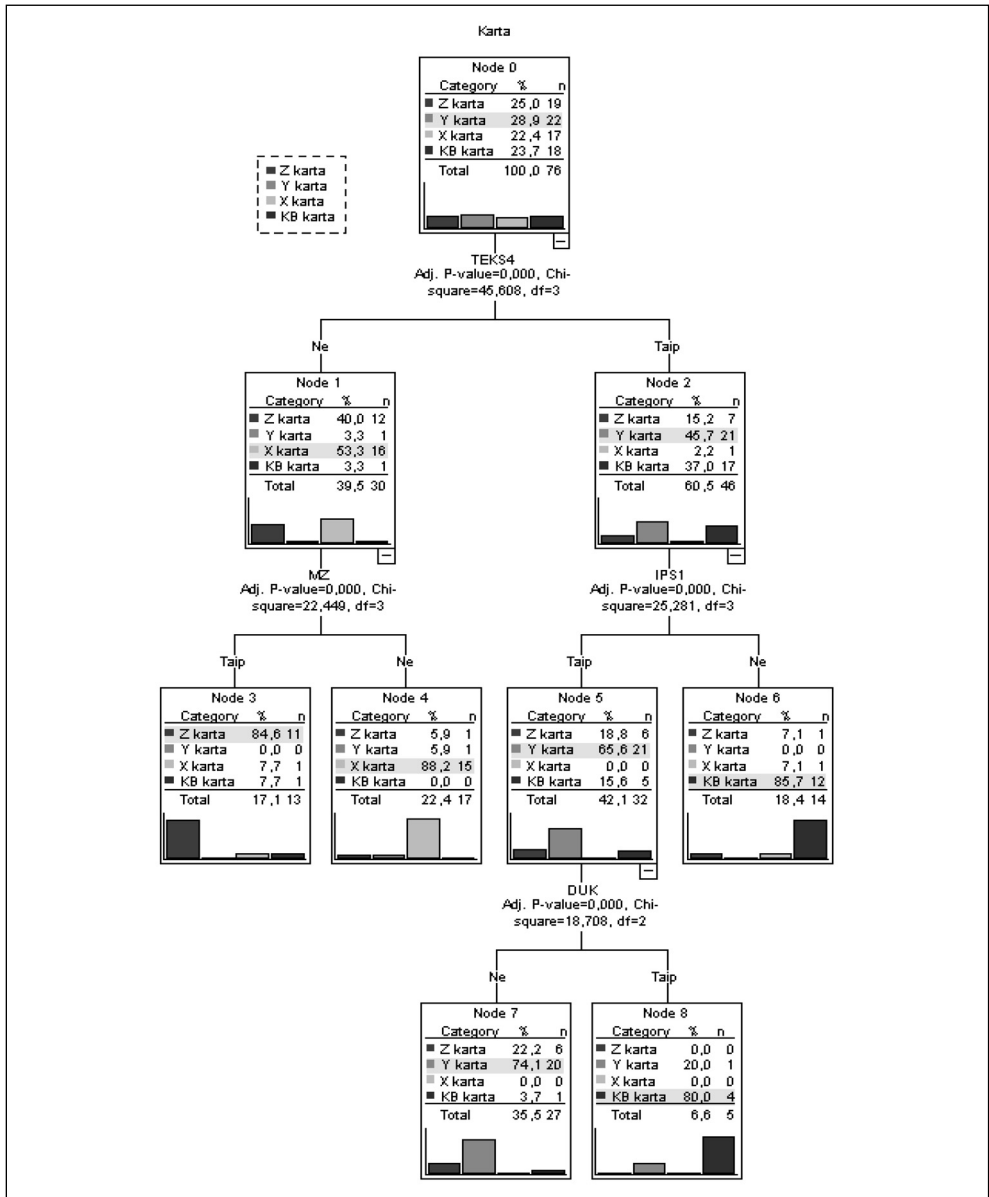 Karta
Node 0
Category % n
Z karta 25,0 19
Y karta 28,9 22
X karta 22,4 17
KB karta 23,7 18
Total 100,0 76
Z karta
Y karta
X karta
KB karta
TEKS4
Adj. P-value=0,000, Chi-
square=45,608, df=3
Ne
Taip
Node 1
Category % n
Z karta 40,0 12
Y karta 3,3 1
X karta 53,3 16
KB karta 3,3 1
Total 39,5 30
Node 2
Category % n
Z karta 15,2 7
Y karta 45,7 21
X karta 2,2 1
KB karta 37,0 17
Total 60,5 46
MZ
Adj. P-value=0,000, Chi-
square=22,449, df=3
IPS1
Adj. P-value=0,000, Chi-
square=25,281, df=3
Taip
Ne
Taip
Ne
Node 3
Category % n
Z karta 84,6 11
Y karta 0,0 0
X karta 7,7 1
KB karta 7,7 1
Total 17,1 13
Node 4
Category % n
Z karta 5,9 1
Y karta 5,9 1
X karta 88,2 15
KB karta 0,0 0
Total 22,4 17
Node 5
Category % n
Z karta 18,8 6
Y karta 65,6 21
X karta 0,0 0
KB karta 15,6 5
Total 42,1 32
Node 6
Category % n
Z karta 7,1 1
Y karta 0,0 0
X karta 7,1 1
KB karta 85,7 12
Total 18,4 14
DUK
Adj. P-value=0,000, Chi-
square=18,708, df=2
Ne
Taip
Node 7
Category % n
Z karta 22,2 6
Y karta 74,1 20
X karta 0,0 0
KB karta 3,7 1
Total 35,5 27
Node 8
Category % n
Z karta 0,0 0
Y karta 20,0 1
X karta 0,0 0
KB karta 80,0 4
Total 6,6 5